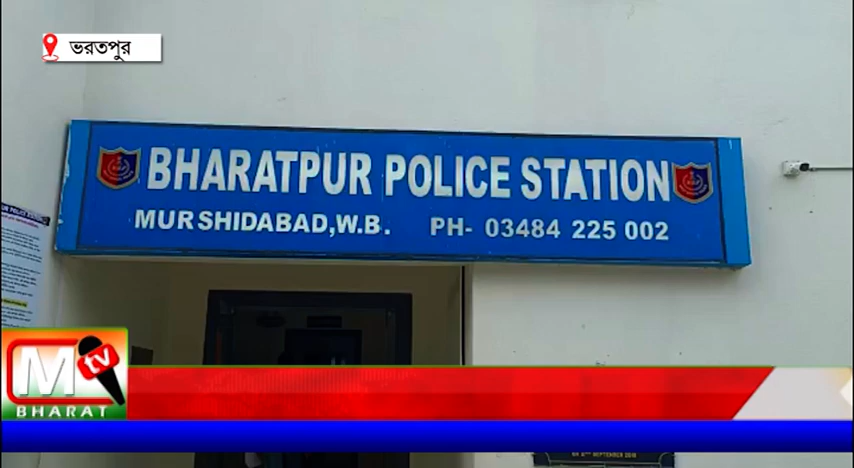 ভরতপুর
BHARATPUR POLICE STATION
MURSHIDABAD,W.B. PH- 03484 225 002
M tv
BHARAT